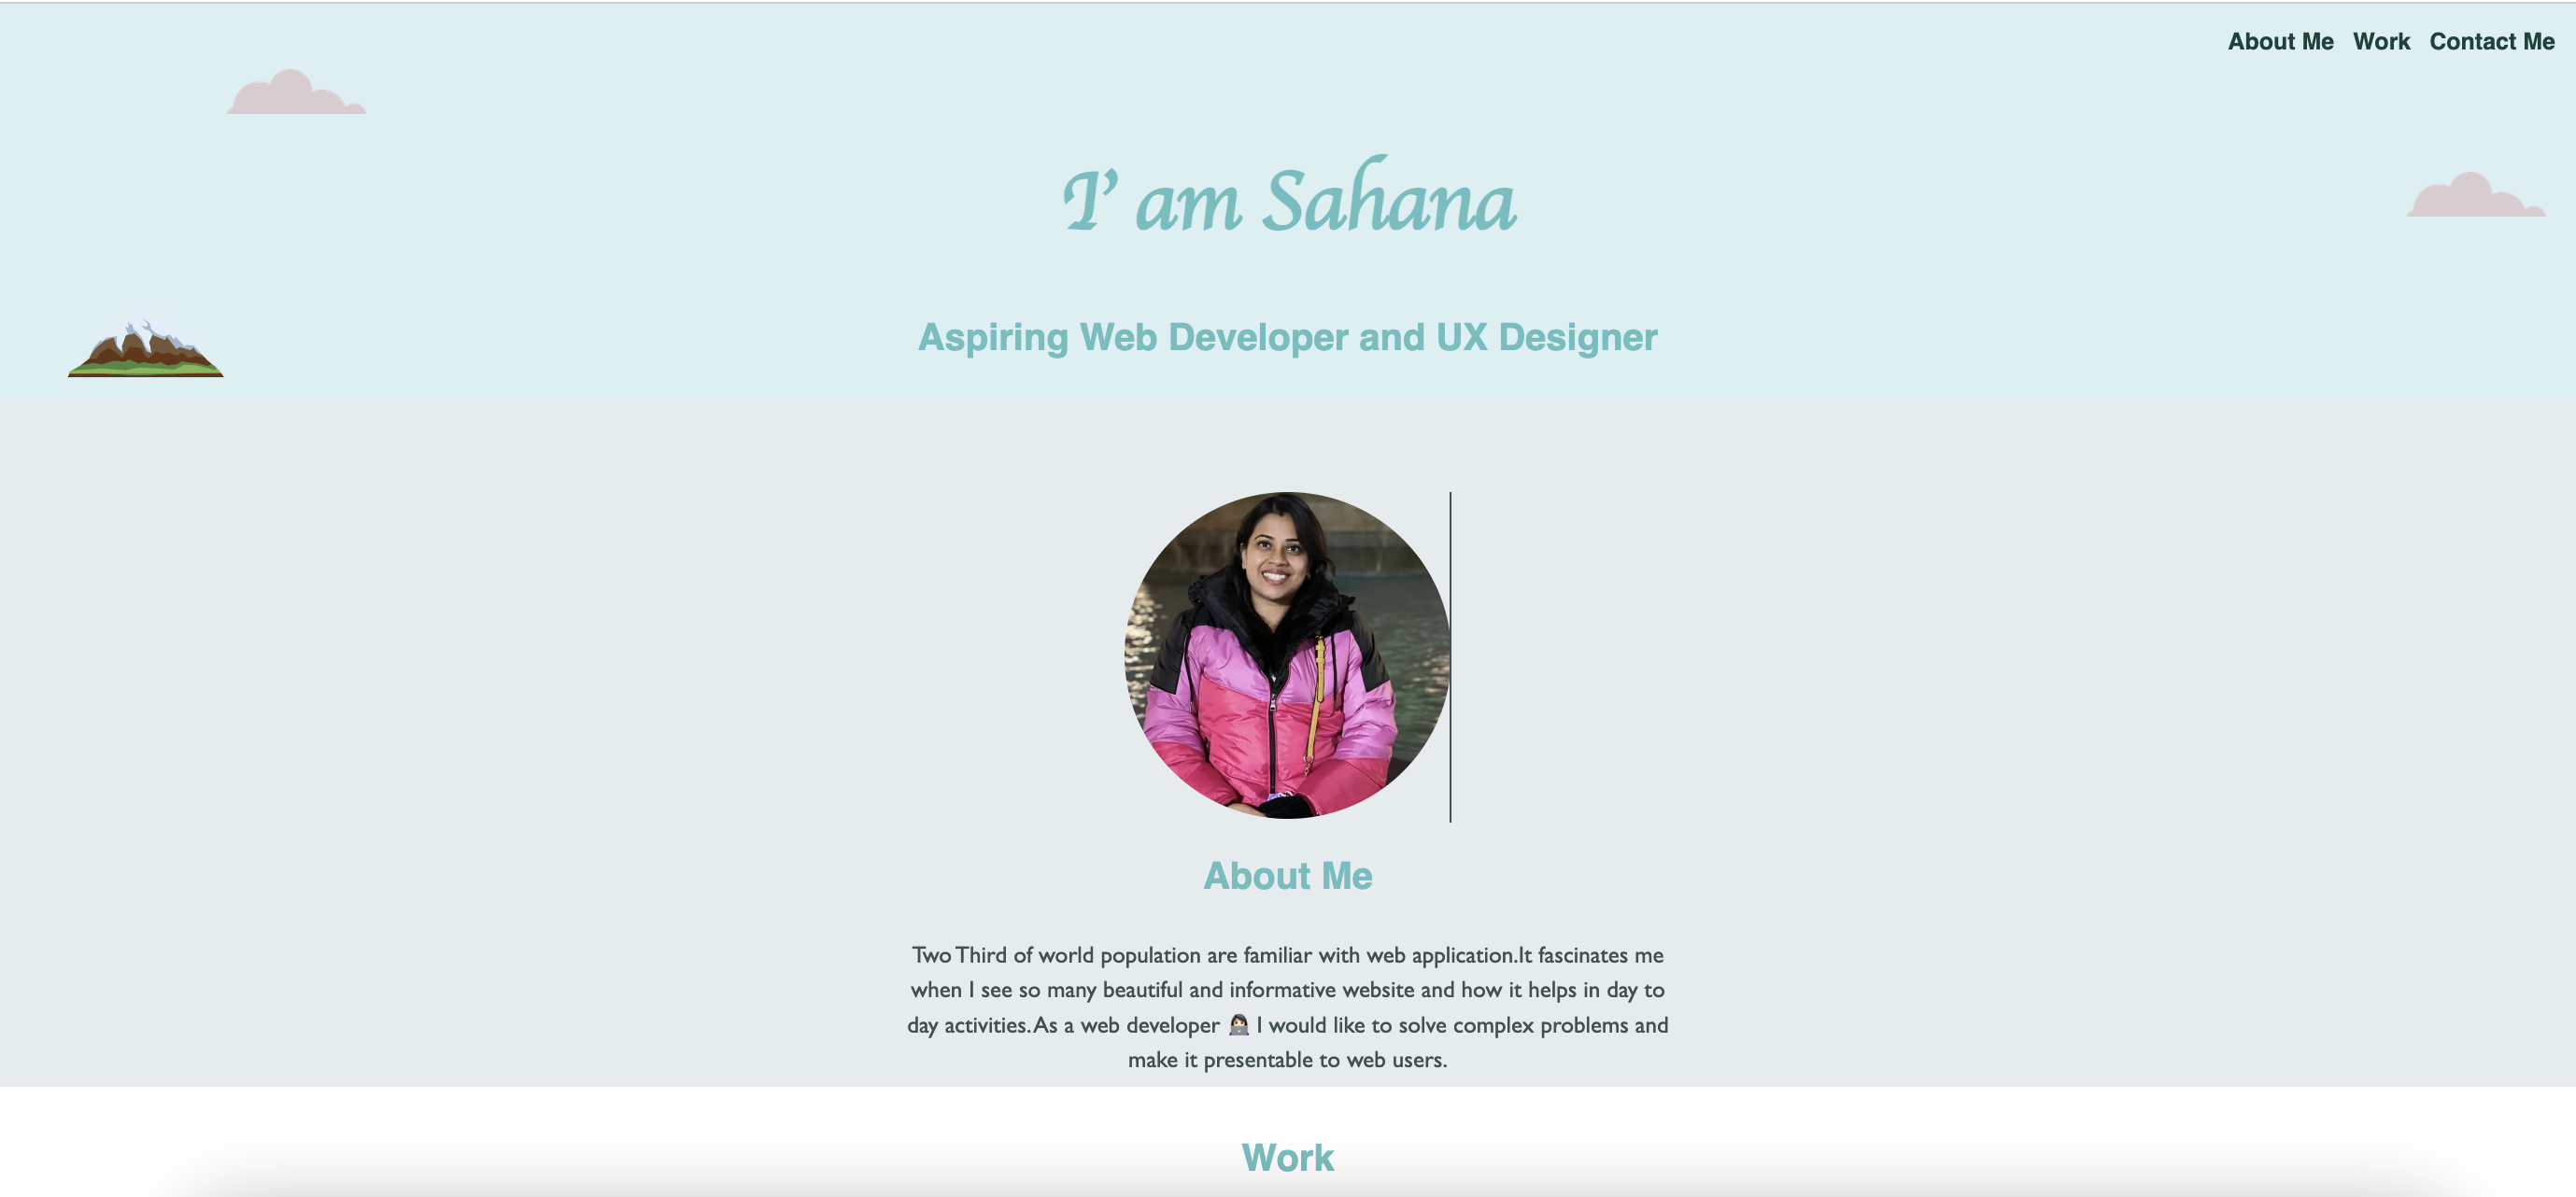 About Me Work Contact Me
I' am Sahana
Aspiring Web Developer and UX Designer
About Me
Two Third of world population are familiar with web application.It fascinates me
when I see so many beautiful and informative website and how it helps in day to
day activities.As a web developer 👩🏻‍💻 I would like to solve complex problems and
make it presentable to web users.
Work